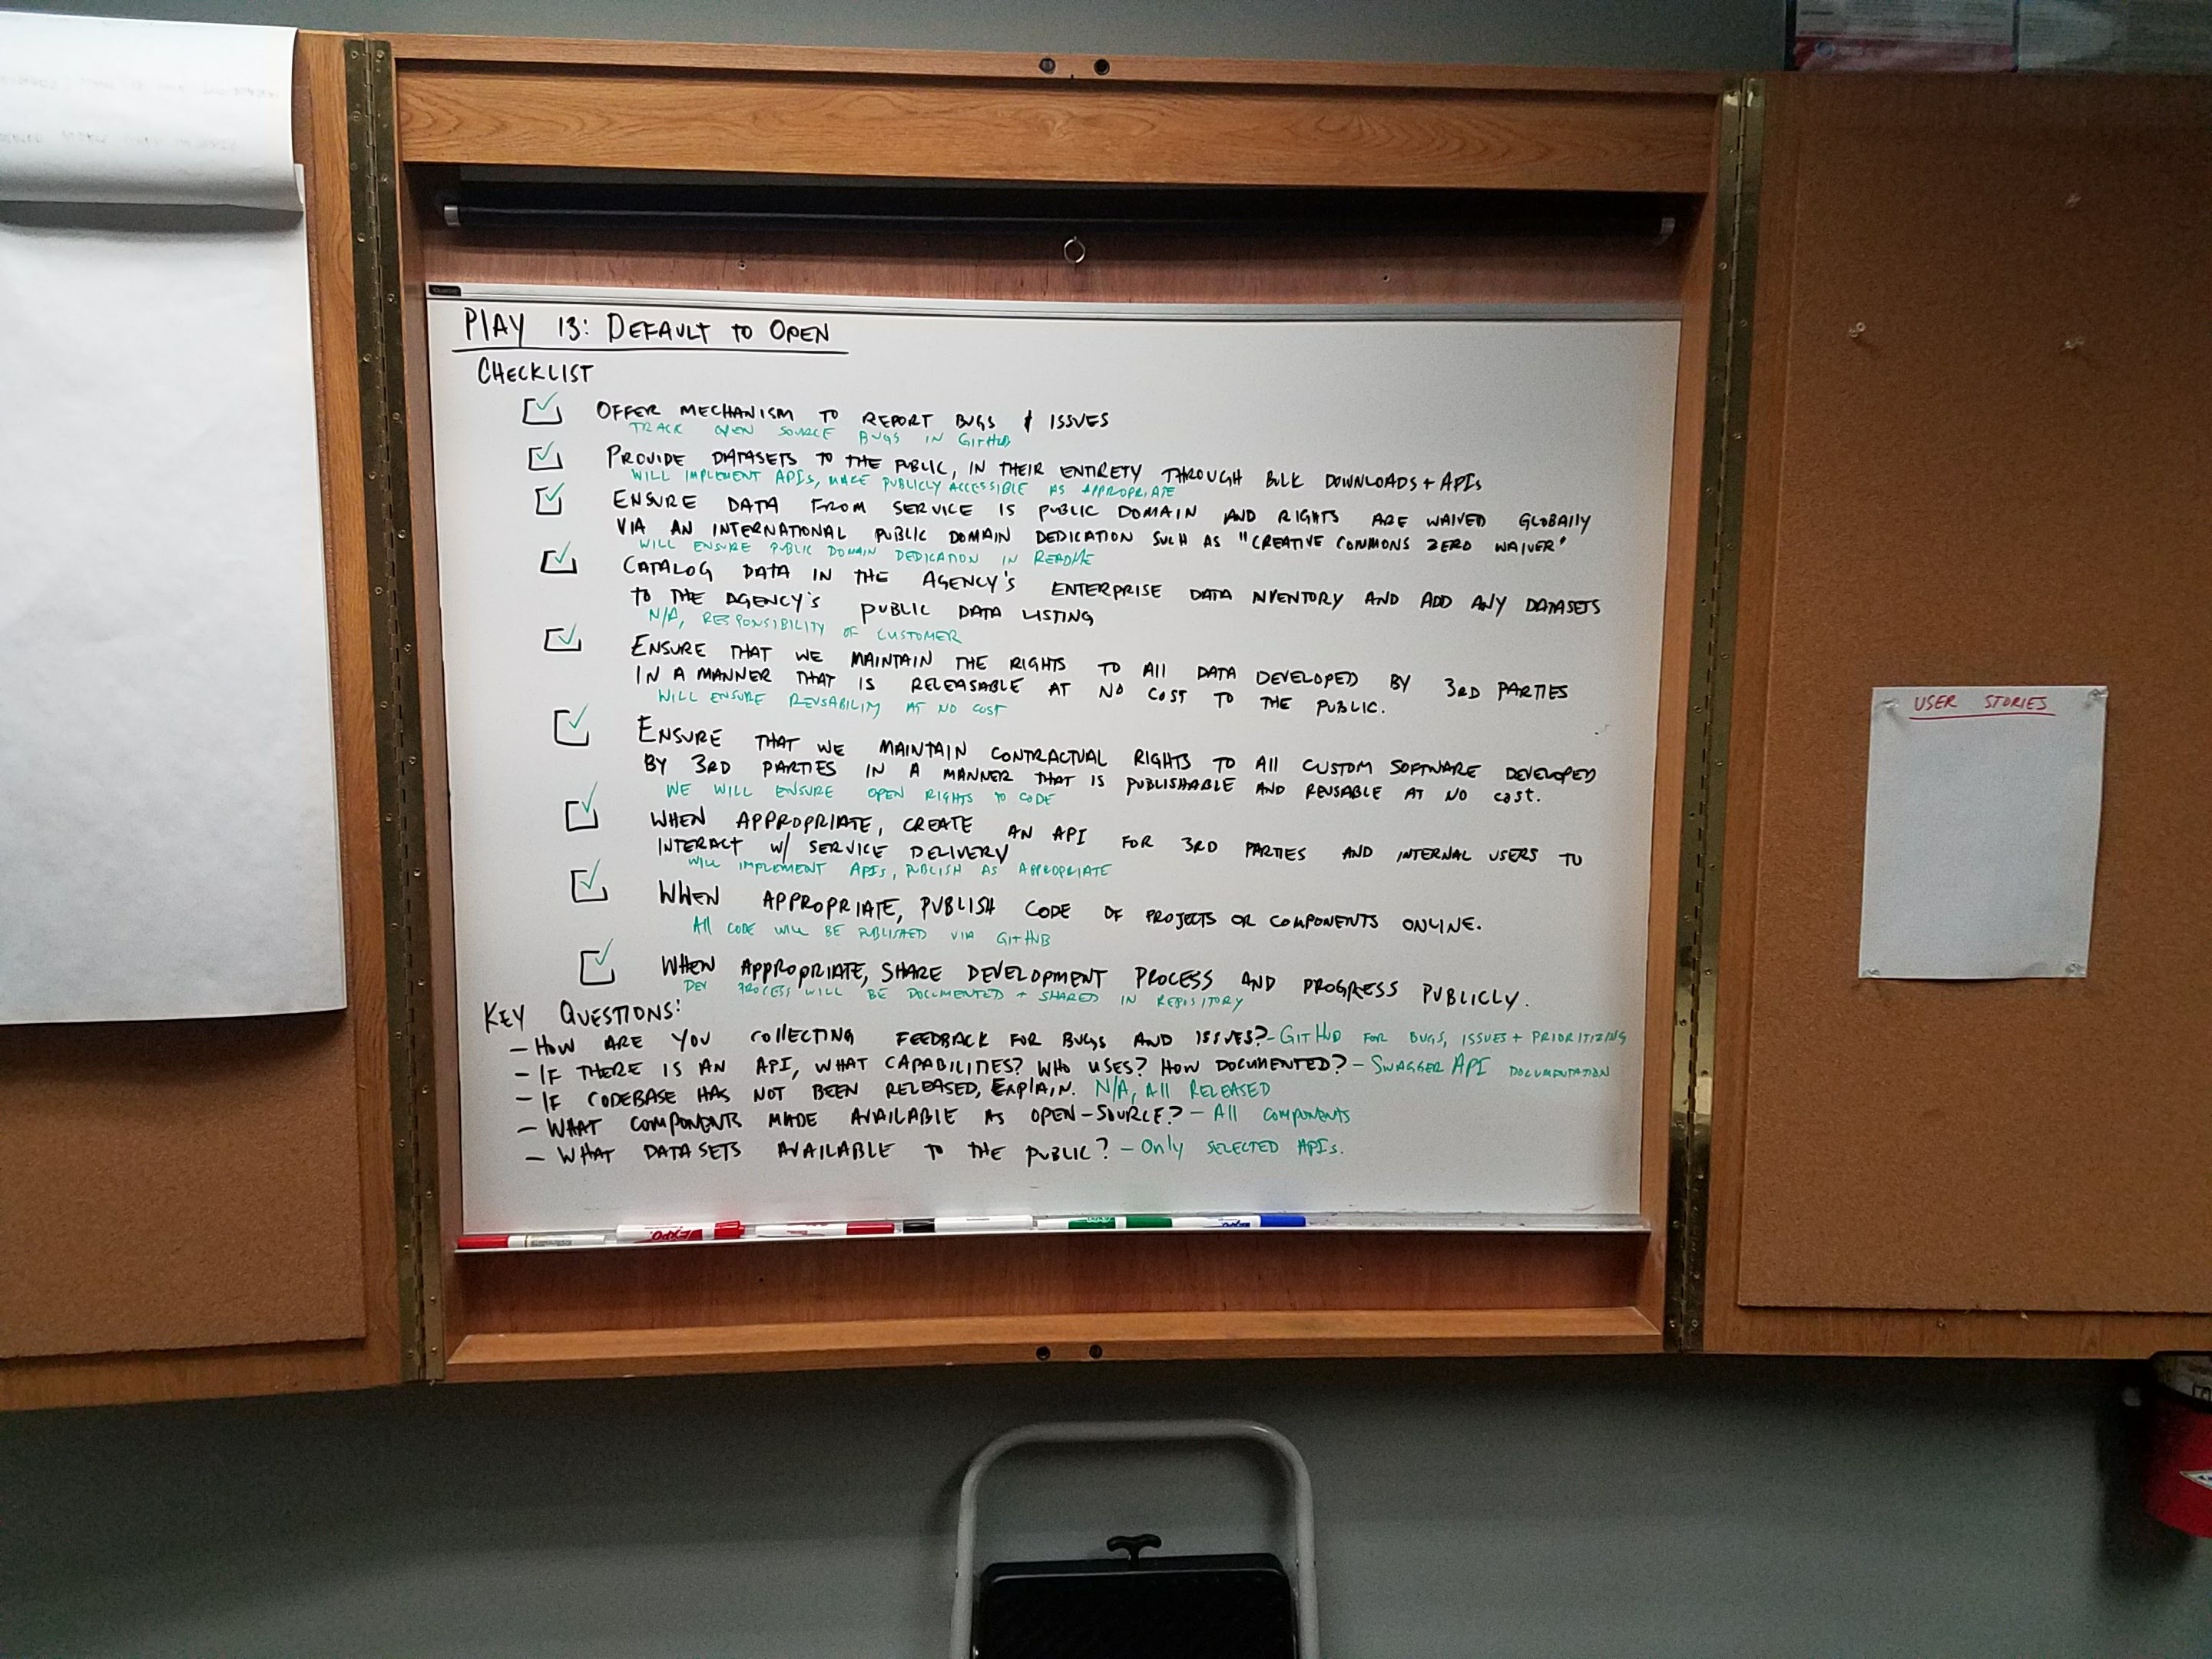 PLAY 13: DEFAULT TO OPEN
CHECKLIST
OFFER MECHANISM TO REPORT BUGS & ISSUES
TRACK OPEN SOURCE BUGS IN GITHUB
PROVIDE DATASETS TO THE PUBLIC, IN THEIR ENTIRETY THROUGH BULK DOWNLOADS + APIs
WILL IMPLEMENT APIs, MAKE PUBLICLY ACCESSIBLE AS APPROPRIATE
ENSURE DATA FROM SERVICE IS PUBLIC DOMAIN AND RIGHTS ARE WAIVED GLOBALLY
VIA AN INTERNATIONAL PUBLIC DOMAIN DEDICATION SUCH AS "CREATIVE COMMONS ZERO WAIVER"
WILL ENSURE PUBLIC DOMAIN DEDICATION IN README
CATALOG DATA IN THE AGENCY'S ENTERPRISE DATA INVENTORY AND ADD ANY DATASETS
TO THE AGENCY'S PUBLIC DATA LISTING
N/A, RESPONSIBILITY OF CUSTOMER
ENSURE THAT WE MAINTAIN THE RIGHTS TO ALL DATA DEVELOPED BY 3RD PARTIES
IN A MANNER THAT IS RELEASABLE AT NO COST TO THE PUBLIC.
WILL ENSURE REUSABILITY AT NO COST
ENSURE THAT WE MAINTAIN CONTRACTUAL RIGHTS TO ALL CUSTOM SOFTWARE DEVELOPED
BY 3RD PARTIES IN A MANNER THAT IS PUBLISHABLE AND REUSABLE AT NO COST.
WE WILL ENSURE OPEN RIGHTS TO CODE
WHEN APPROPRIATE, CREATE AN API FOR 3RD PARTIES AND INTERNAL USERS TO
INTERACT W/ SERVICE DELIVERY
WILL IMPLEMENT APIs, PUBLISH AS APPROPRIATE
WHEN APPROPRIATE, PUBLISH CODE OF PROJECTS OR COMPONENTS ONLINE.
All CODE WILL BE PUBLISHED VIA GITHUB
WHEN APPROPRIATE, SHARE DEVELOPMENT PROCESS AND PROGRESS PUBLICLY.
DEV PROCESS WILL BE DOCUMENTED + SHARED IN REPOSITORY
KEY QUESTIONS:
- HOW ARE YOU COLLECTING FEEDBACK FOR BUGS AND ISSUES? - GITHUB FOR BUGS, ISSUES + PRIORITIZING
- IF THERE IS AN API, WHAT CAPABILITIES? WHO USES? HOW DOCUMENTED? - SWAGGER API DOCUMENTATION
- IF CODEBASE HAS NOT BEEN RELEASED, EXPLAIN. N/A, All RELEASED
- WHAT COMPONENTS MADE AVAILABLE AS OPEN-SOURCE? - All COMPONENTS
- WHAT DATASETS AVAILABLE TO THE PUBLIC? - Only SELECTED APIs.
USER STORIES
EXPO